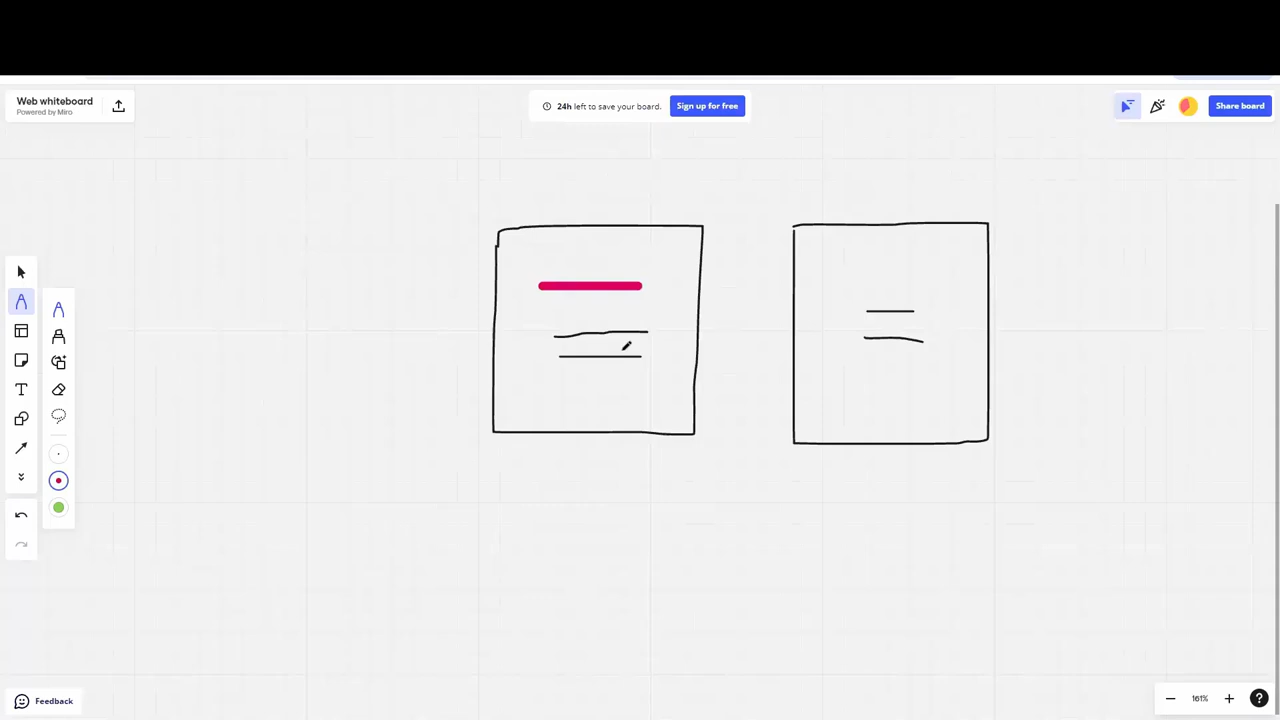 Web whiteboard
Powered by Miro
24h left to save your board.
Sign up for free
Share board
T
Feedback
161%
?